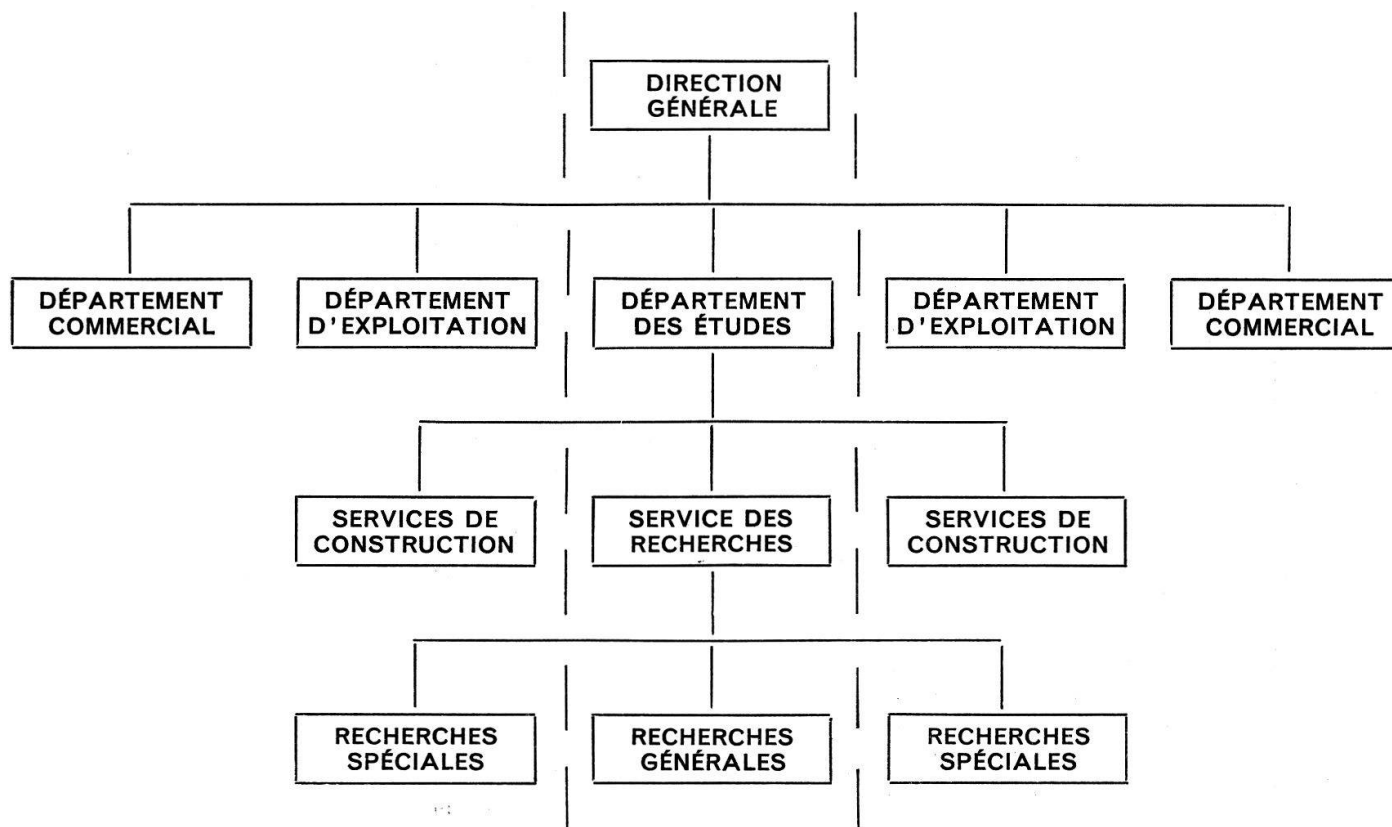 DIRECTION
GÉNÉRALE
DÉPARTEMENT
COMMERCIAL
DÉPARTEMENT
D'EXPLOITATION
DÉPARTEMENT
DES ÉTUDES
DÉPARTEMENT
D'EXPLOITATION
DÉPARTEMENT
COMMERCIAL
SERVICES DE
CONSTRUCTION
SERVICE DES
RECHERCHES
SERVICES DE
CONSTRUCTION
RECHERCHES
SPÉCIALES
RECHERCHES
GÉNÉRALES
RECHERCHES
SPÉCIALES